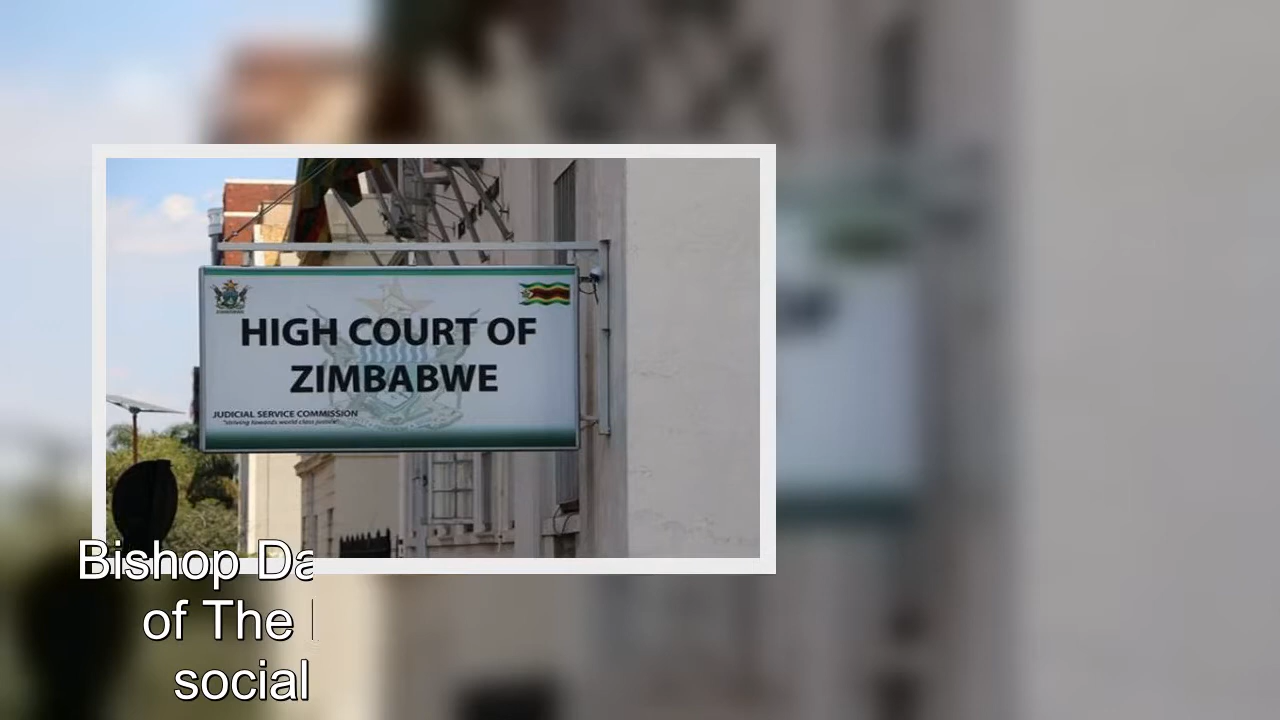 HIGH COURT OF
ZIMBABWE
JUDICIAL SERVICE COMMISSION
"striving towards world class justice"
Bishop Da
of The
social